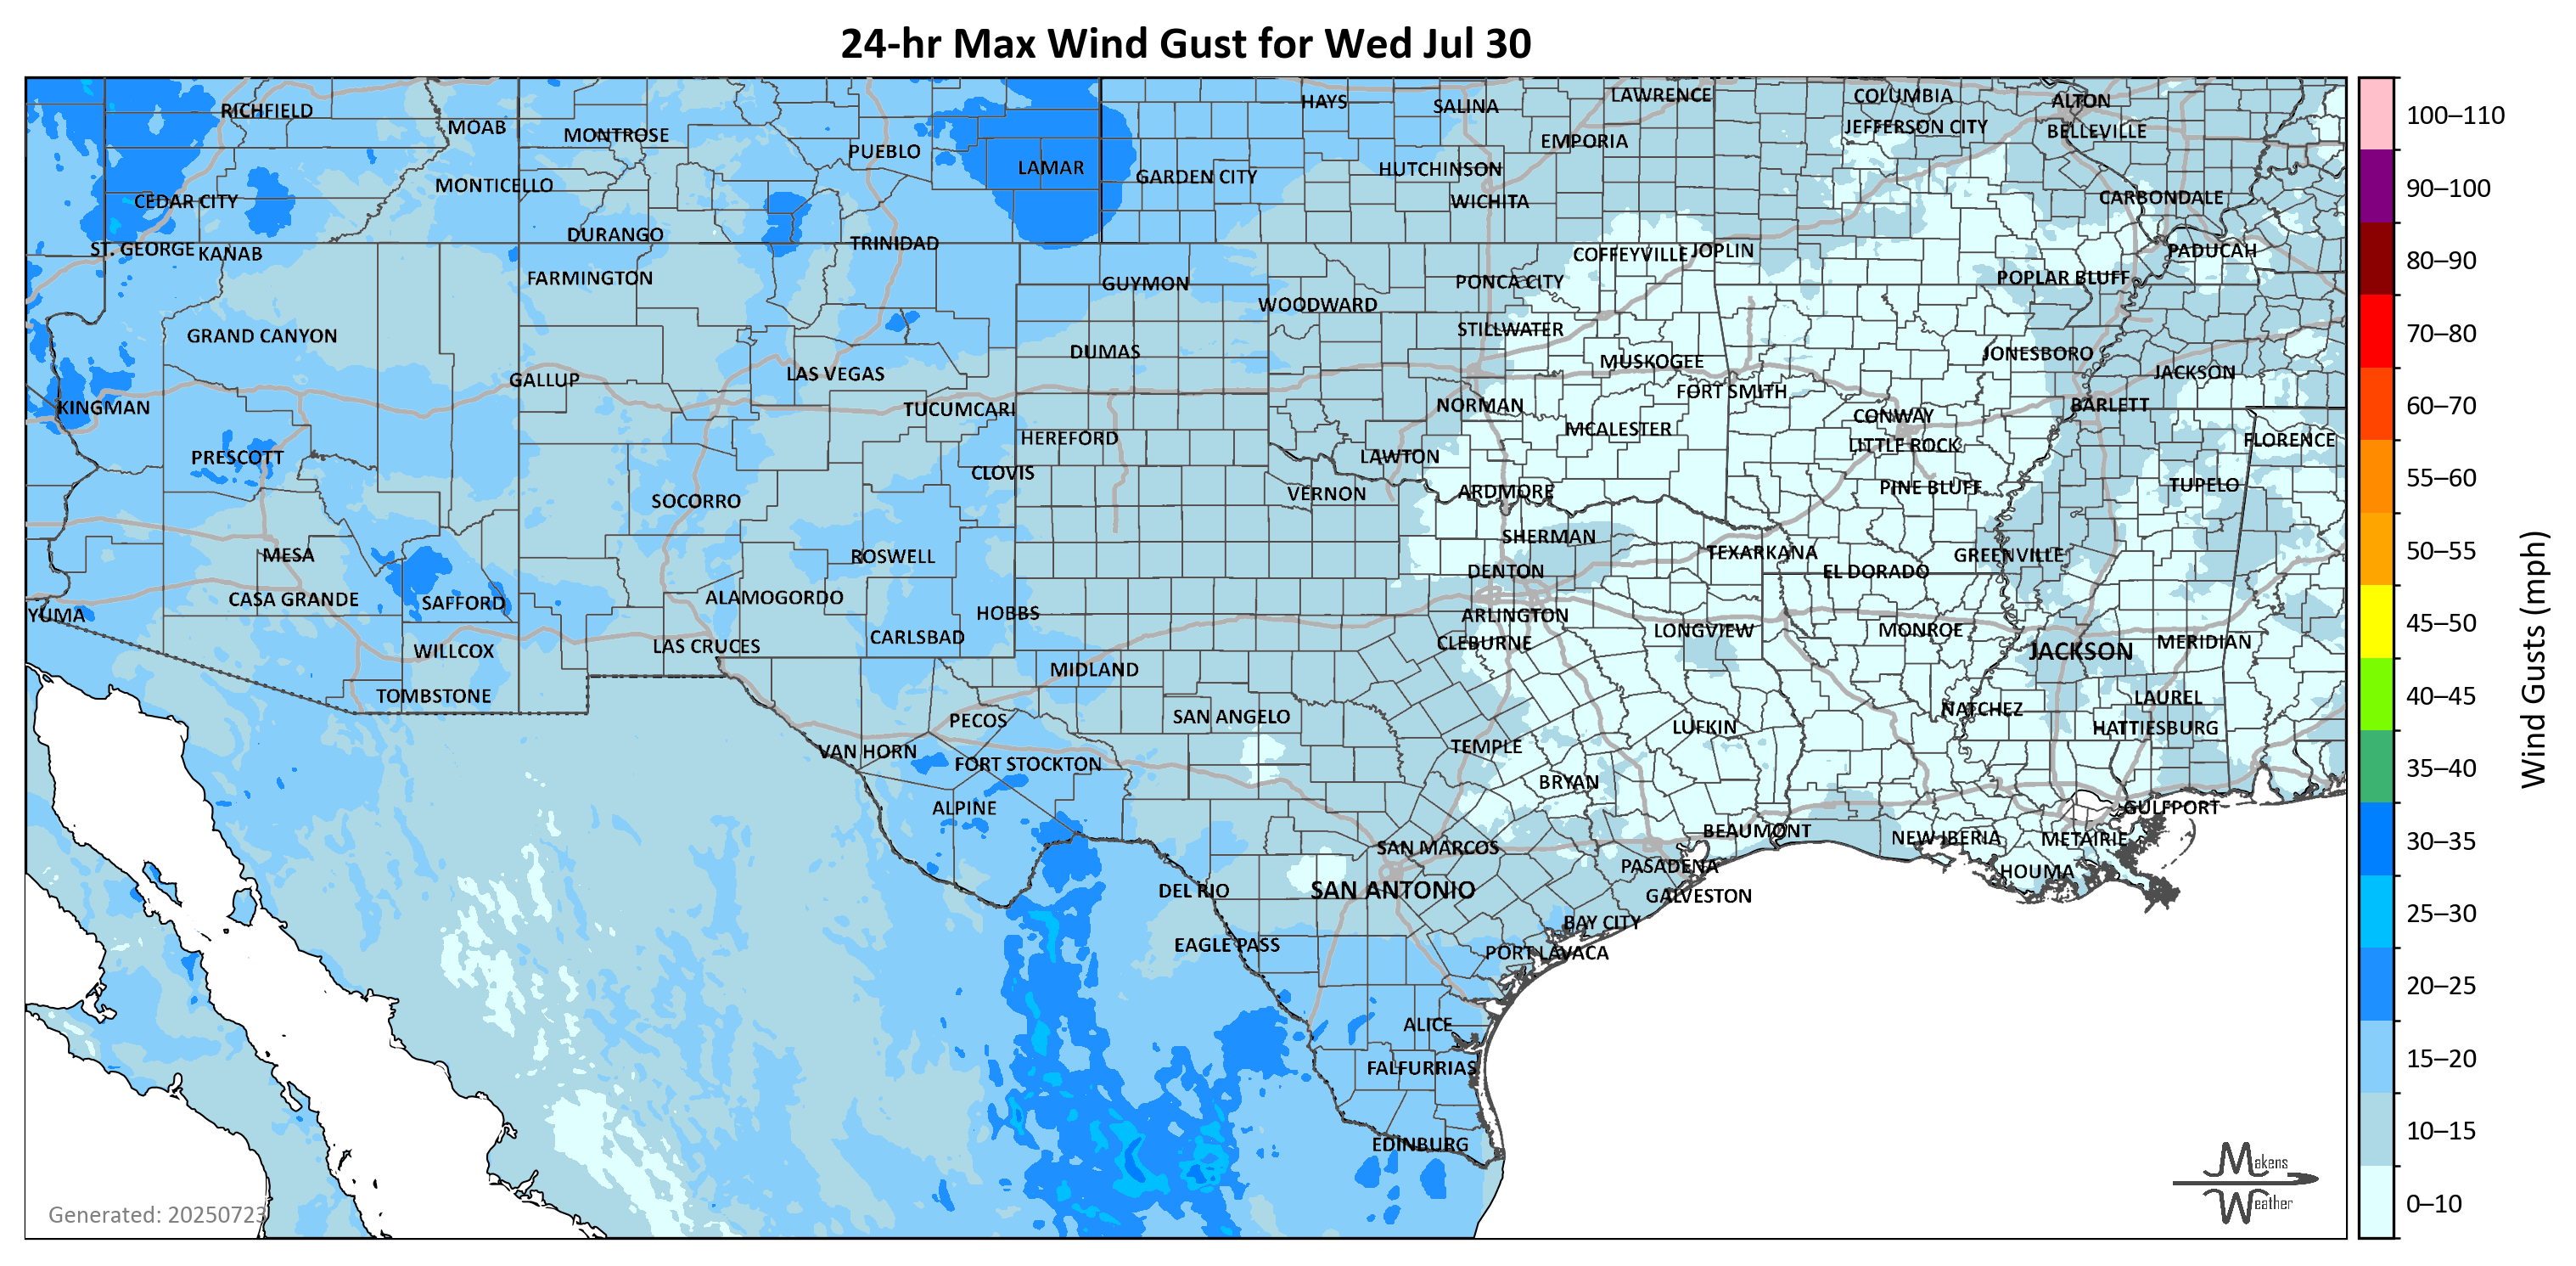 24-hr Max Wind Gust for Wed Jul 30
RICHFIELD
MOAB
MONTROSE
PUEBLO
LAMAR
HAYS
SALINA
LAWRENCE
COLUMBIA
ALTON
EMPORIA
JEFFERSON CITY
BELLEVILLE
GARDEN CITY
HUTCHINSON
MONTICELLO
CEDAR CITY
WICHITA
CARBONDALE
DURANGO
TRINIDAD
ST. GEORGE
KANAB
COFFEYVILLE
JOPLIN
PADUCAH
FARMINGTON
GUYMON
PONCA CITY
POPLAR BLUFF
WOODWARD
GRAND CANYON
STILLWATER
DUMAS
MUSKOGEE
JONESBORO
GALLUP
LAS VEGAS
JACKSON
FORT SMITH
KINGMAN
TUCUMCARI
NORMAN
CONWAY
BARLETT
HEREFORD
MCALESTER
LITTLE ROCK
FLORENCE
PRESCOTT
CLOVIS
LAWTON
SOCORRO
VERNON
ARDMORE
PINE BLUFF
TUPELO
MESA
ROSWELL
SHERMAN
TEXARKANA
GREENVILLE
DENTON
EL DORADO
CASA GRANDE
SAFFORD
ALAMOGORDO
YUMA
HOBBS
ARLINGTON
LAS CRUCES
CARLSBAD
CLEBURNE
LONGVIEW
MONROE
WILLCOX
MIDLAND
JACKSON
MERIDIAN
TOMBSTONE
PECOS
SAN ANGELO
LUFKIN
NATCHEZ
LAUREL
HATTIESBURG
VAN HORN
FORT STOCKTON
TEMPLE
BRYAN
ALPINE
GULFPORT
SAN MARCOS
BEAUMONT
NEW IBERIA
METAIRIE
DEL RIO
SAN ANTONIO
PASADENA
HOUMA
GALVESTON
EAGLE PASS
BAY CITY
PORT LAVACA
ALICE
FALFURRIAS
EDINBURG
Generated: 20250723
Makens
Weather
100–110
90–100
80–90
70–80
60–70
55–60
50–55
45–50
40–45
35–40
30–35
25–30
20–25
15–20
10–15
0–10
Wind Gusts (mph)